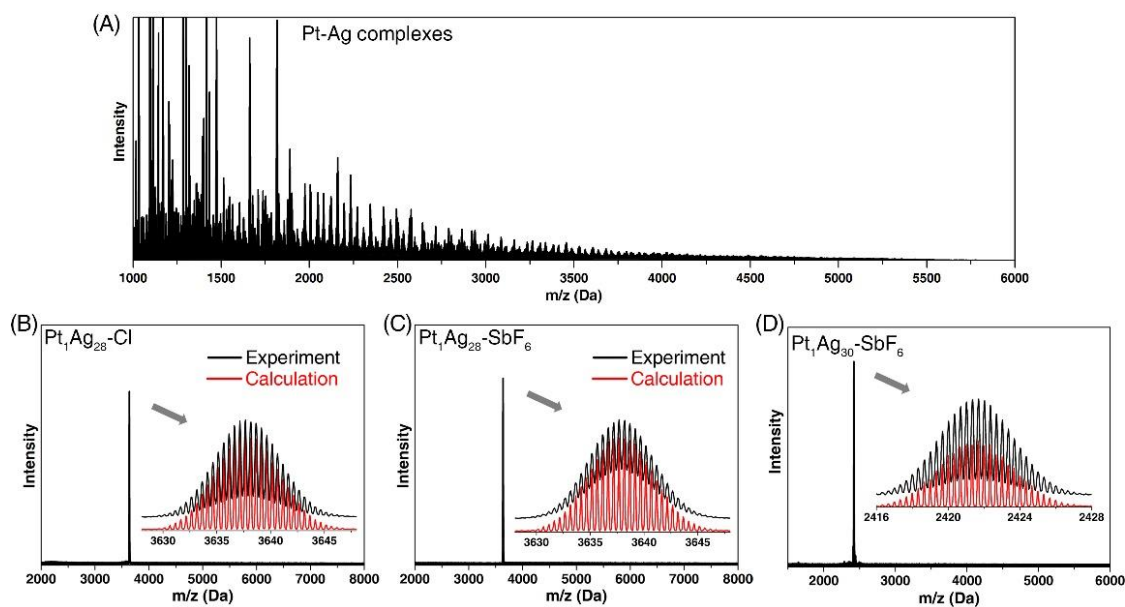 (A)
Pt-Ag complexes
Intensity
1000 1500 2000 2500 3000 3500 4000 4500 5000 5500 6000
m/z (Da)
(B)
Pt₁Ag₂₈-Cl
Experiment
Calculation
Intensity
3630 3635 3640 3645
2000 3000 4000 5000 6000 7000 8000
m/z (Da)
(C)
Pt₁Ag₂₈-SbF₆
Experiment
Calculation
Intensity
3630 3635 3640 3645
2000 3000 4000 5000 6000 7000 8000
m/z (Da)
(D)
Pt₁Ag₃₀-SbF₆
Intensity
2416 2420 2424 2428
2000 3000 4000 5000 6000
m/z (Da)